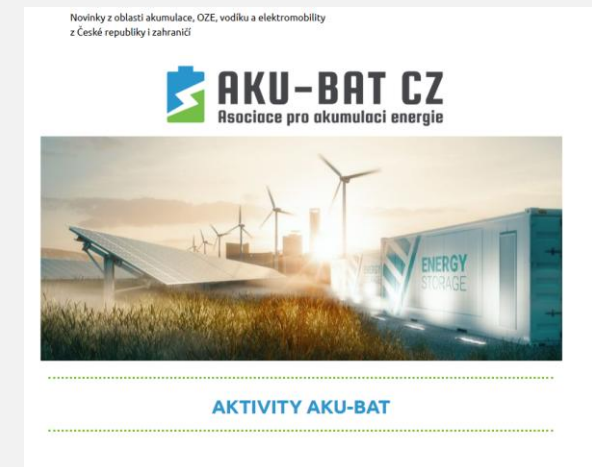 Novinky z oblasti akumulace, OZE, vodíku a elektromobility
z České republiky i zahraničí
AKU-BAT CZ
Asociace pro akumulaci energie
ENERGY
STORAGE
AKTIVITY AKU-BAT